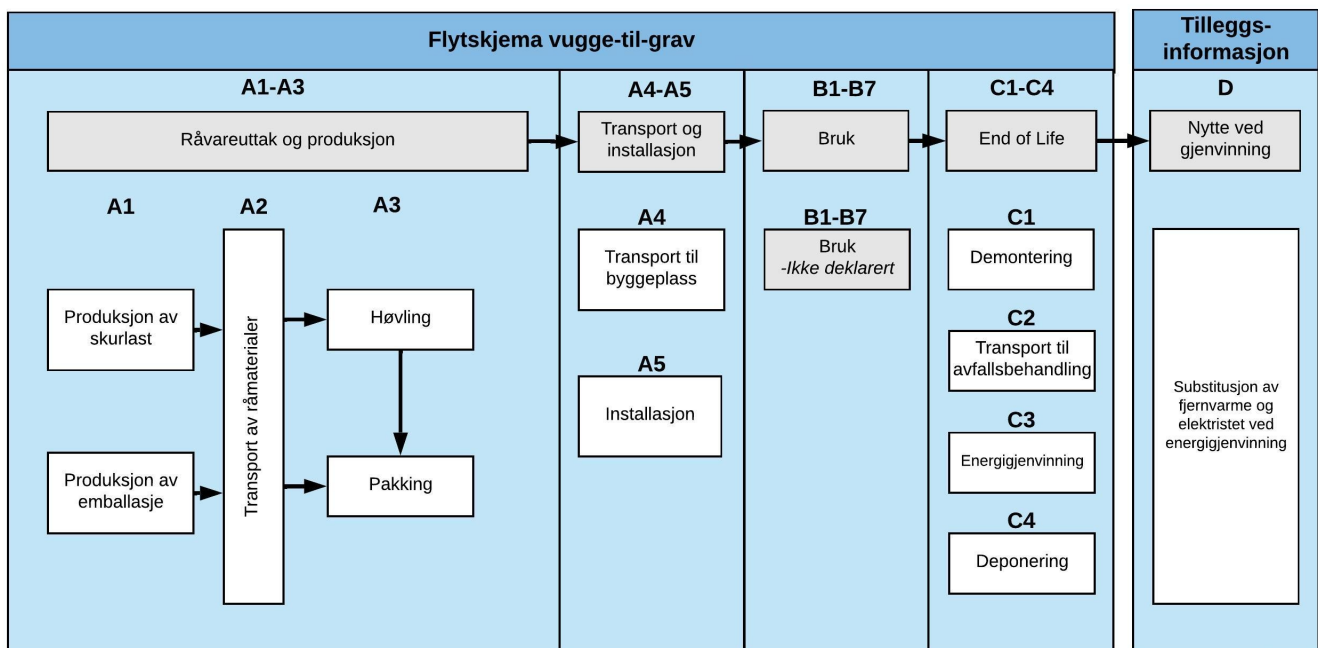 Flytskjema vugge-til-grav
Tilleggs-
informasjon
A1-A3
Råvareuttak og produksjon
A4-A5
Transport og
installasjon
B1-B7
Bruk
C1-C4
End of Life
D
Nytte ved
gjenvinning
A1
Produksjon av
skurlast
Produksjon av
emballasje
A2
Transport av råmaterialer
A3
Høvling
Pakking
A4
Transport til
byggeplass
A5
Installasjon
B1-B7
Bruk
-Ikke deklarert
C1
Demontering
C2
Transport til
avfallsbehandling
C3
Energigjenvinning
C4
Deponering
Substitusjon av
fjernvarme og
elektristet ved
energigjenvinning